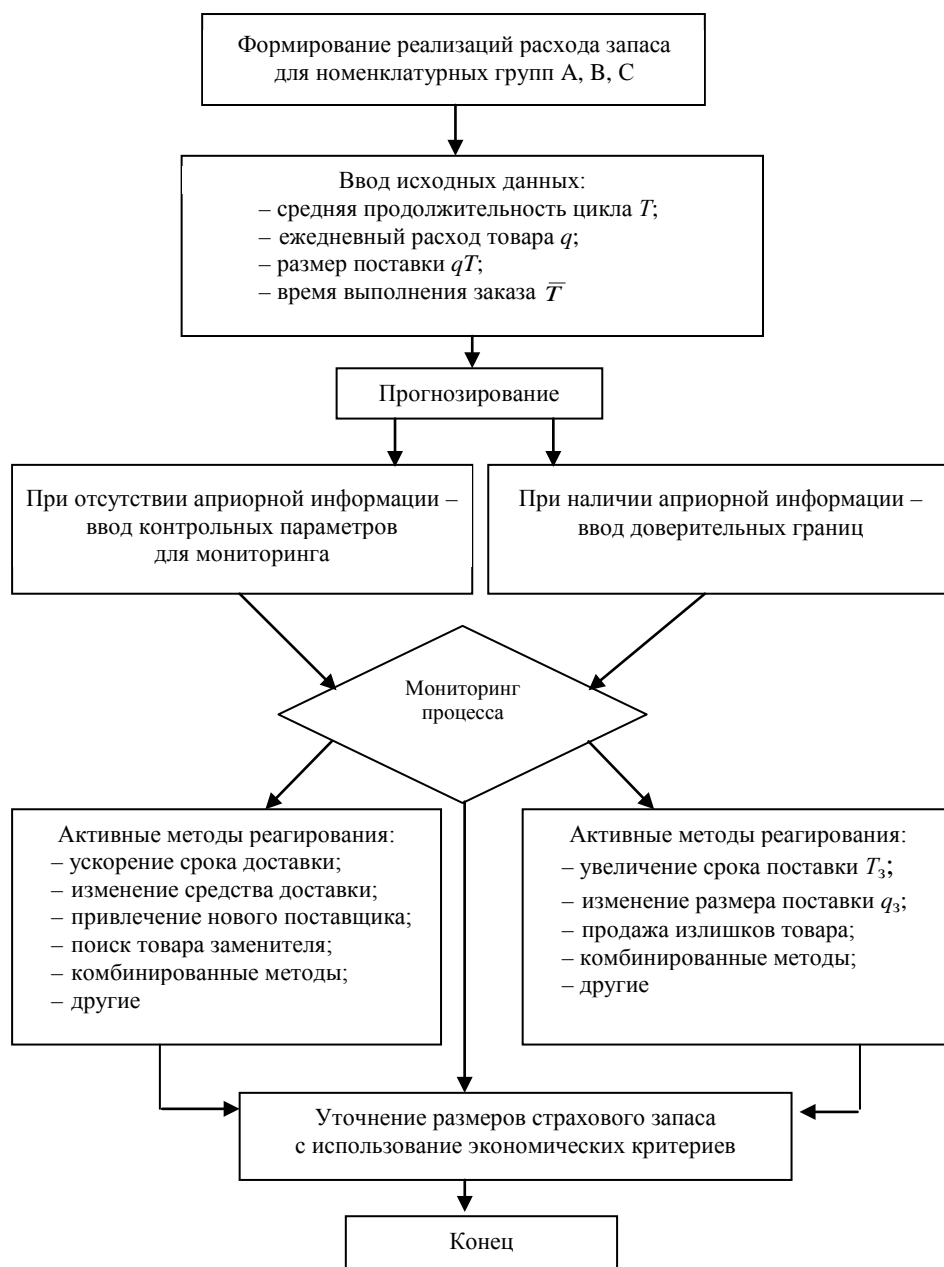 Формирование реализаций расхода запаса
для номенклатурных групп А, В, С
Ввод исходных данных:
– средняя продолжительность цикла T;
– ежедневный расход товара q;
– размер поставки qT;
– время выполнения заказа T̅
Прогнозирование
При отсутствии априорной информации –
ввод контрольных параметров
для мониторинга
При наличии априорной информации –
ввод доверительных границ
Мониторинг
процесса
Активные методы реагирования:
– ускорение срока доставки;
– изменение средства доставки;
– привлечение нового поставщика;
– поиск товара заменителя;
– комбинированные методы;
– другие
Активные методы реагирования:
– увеличение срока поставки Tз;
– изменение размера поставки qз;
– продажа излишков товара;
– комбинированные методы;
– другие
Уточнение размеров страхового запаса
с использование экономических критериев
Конец